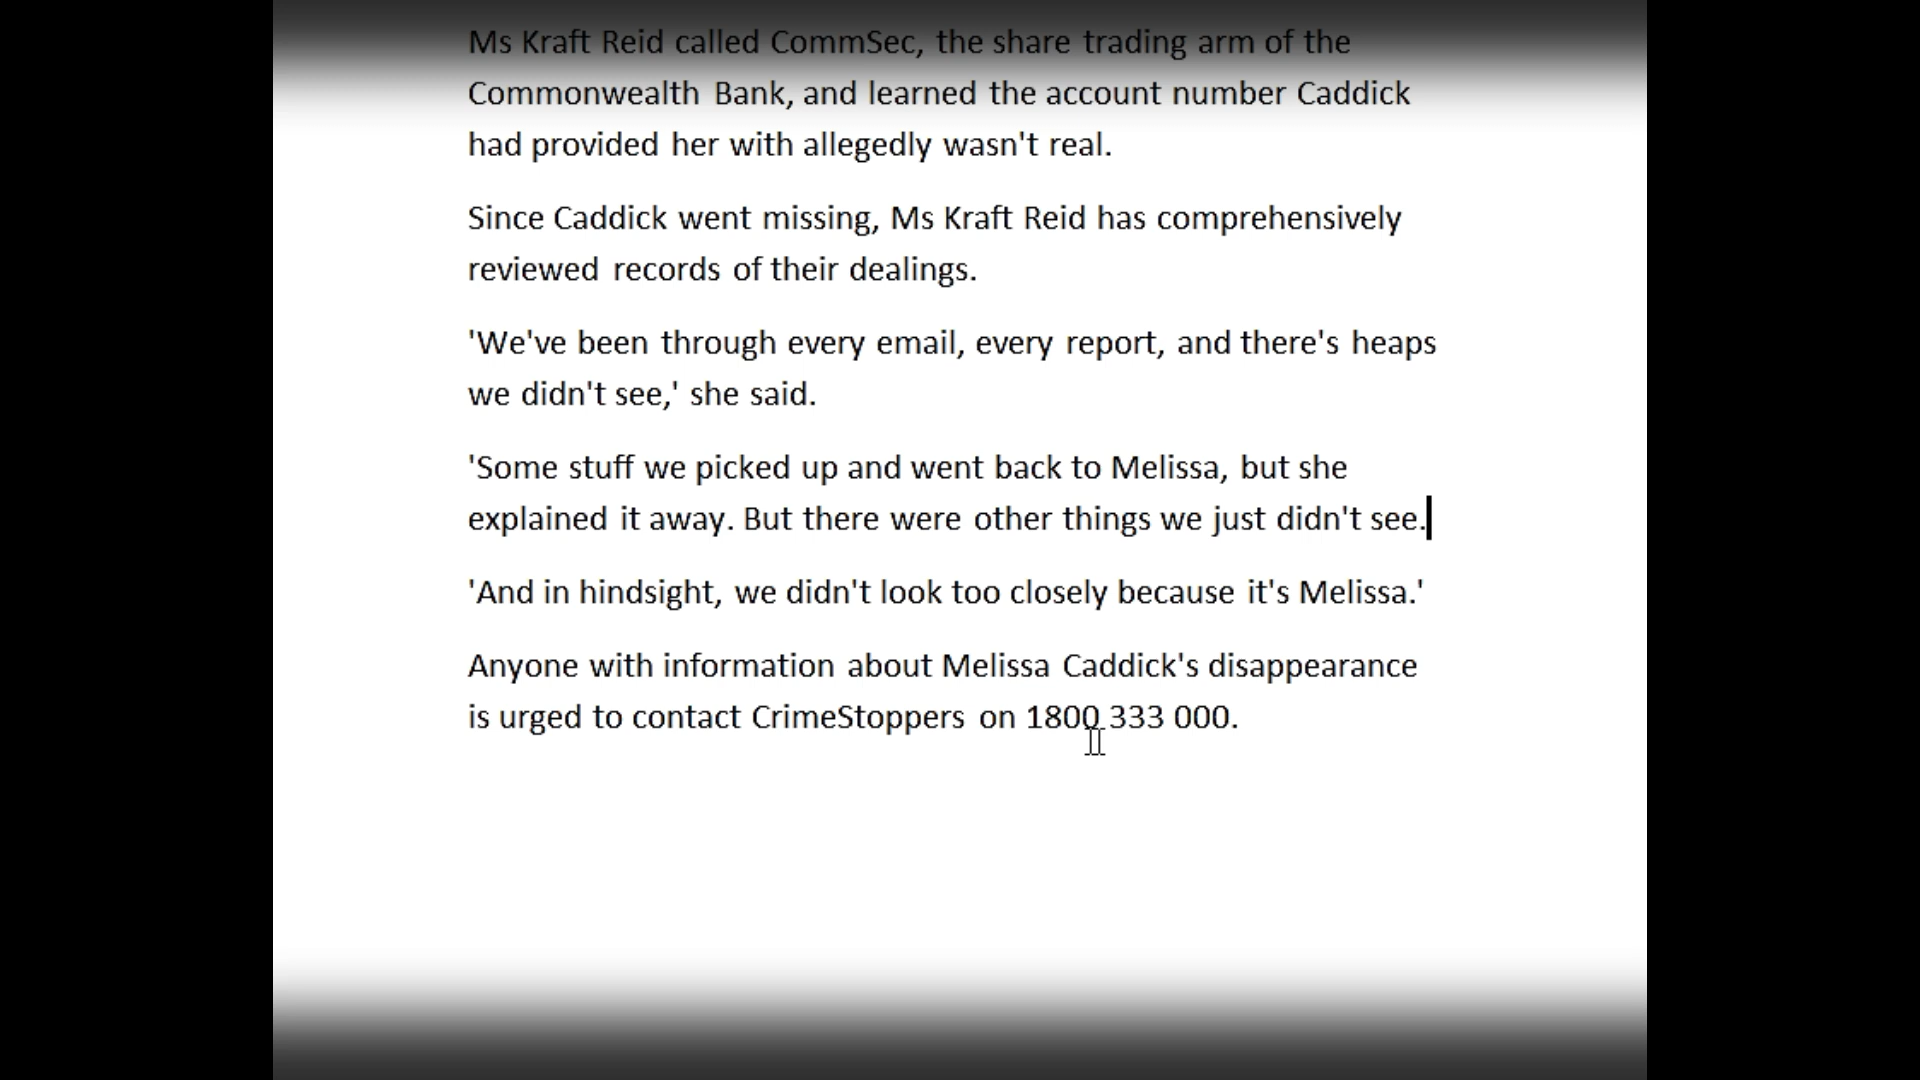 Ms Kraft Reid called CommSec, the share trading arm of the
Commonwealth Bank, and learned the account number Caddick
had provided her with allegedly wasn't real.
Since Caddick went missing, Ms Kraft Reid has comprehensively
reviewed records of their dealings.
'We've been through every email, every report, and there's heaps
we didn't see,' she said.
'Some stuff we picked up and went back to Melissa, but she
explained it away. But there were other things we just didn't see.
'And in hindsight, we didn't look too closely because it's Melissa.'
Anyone with information about Melissa Caddick's disappearance
is urged to contact CrimeStoppers on 1800 333 000.